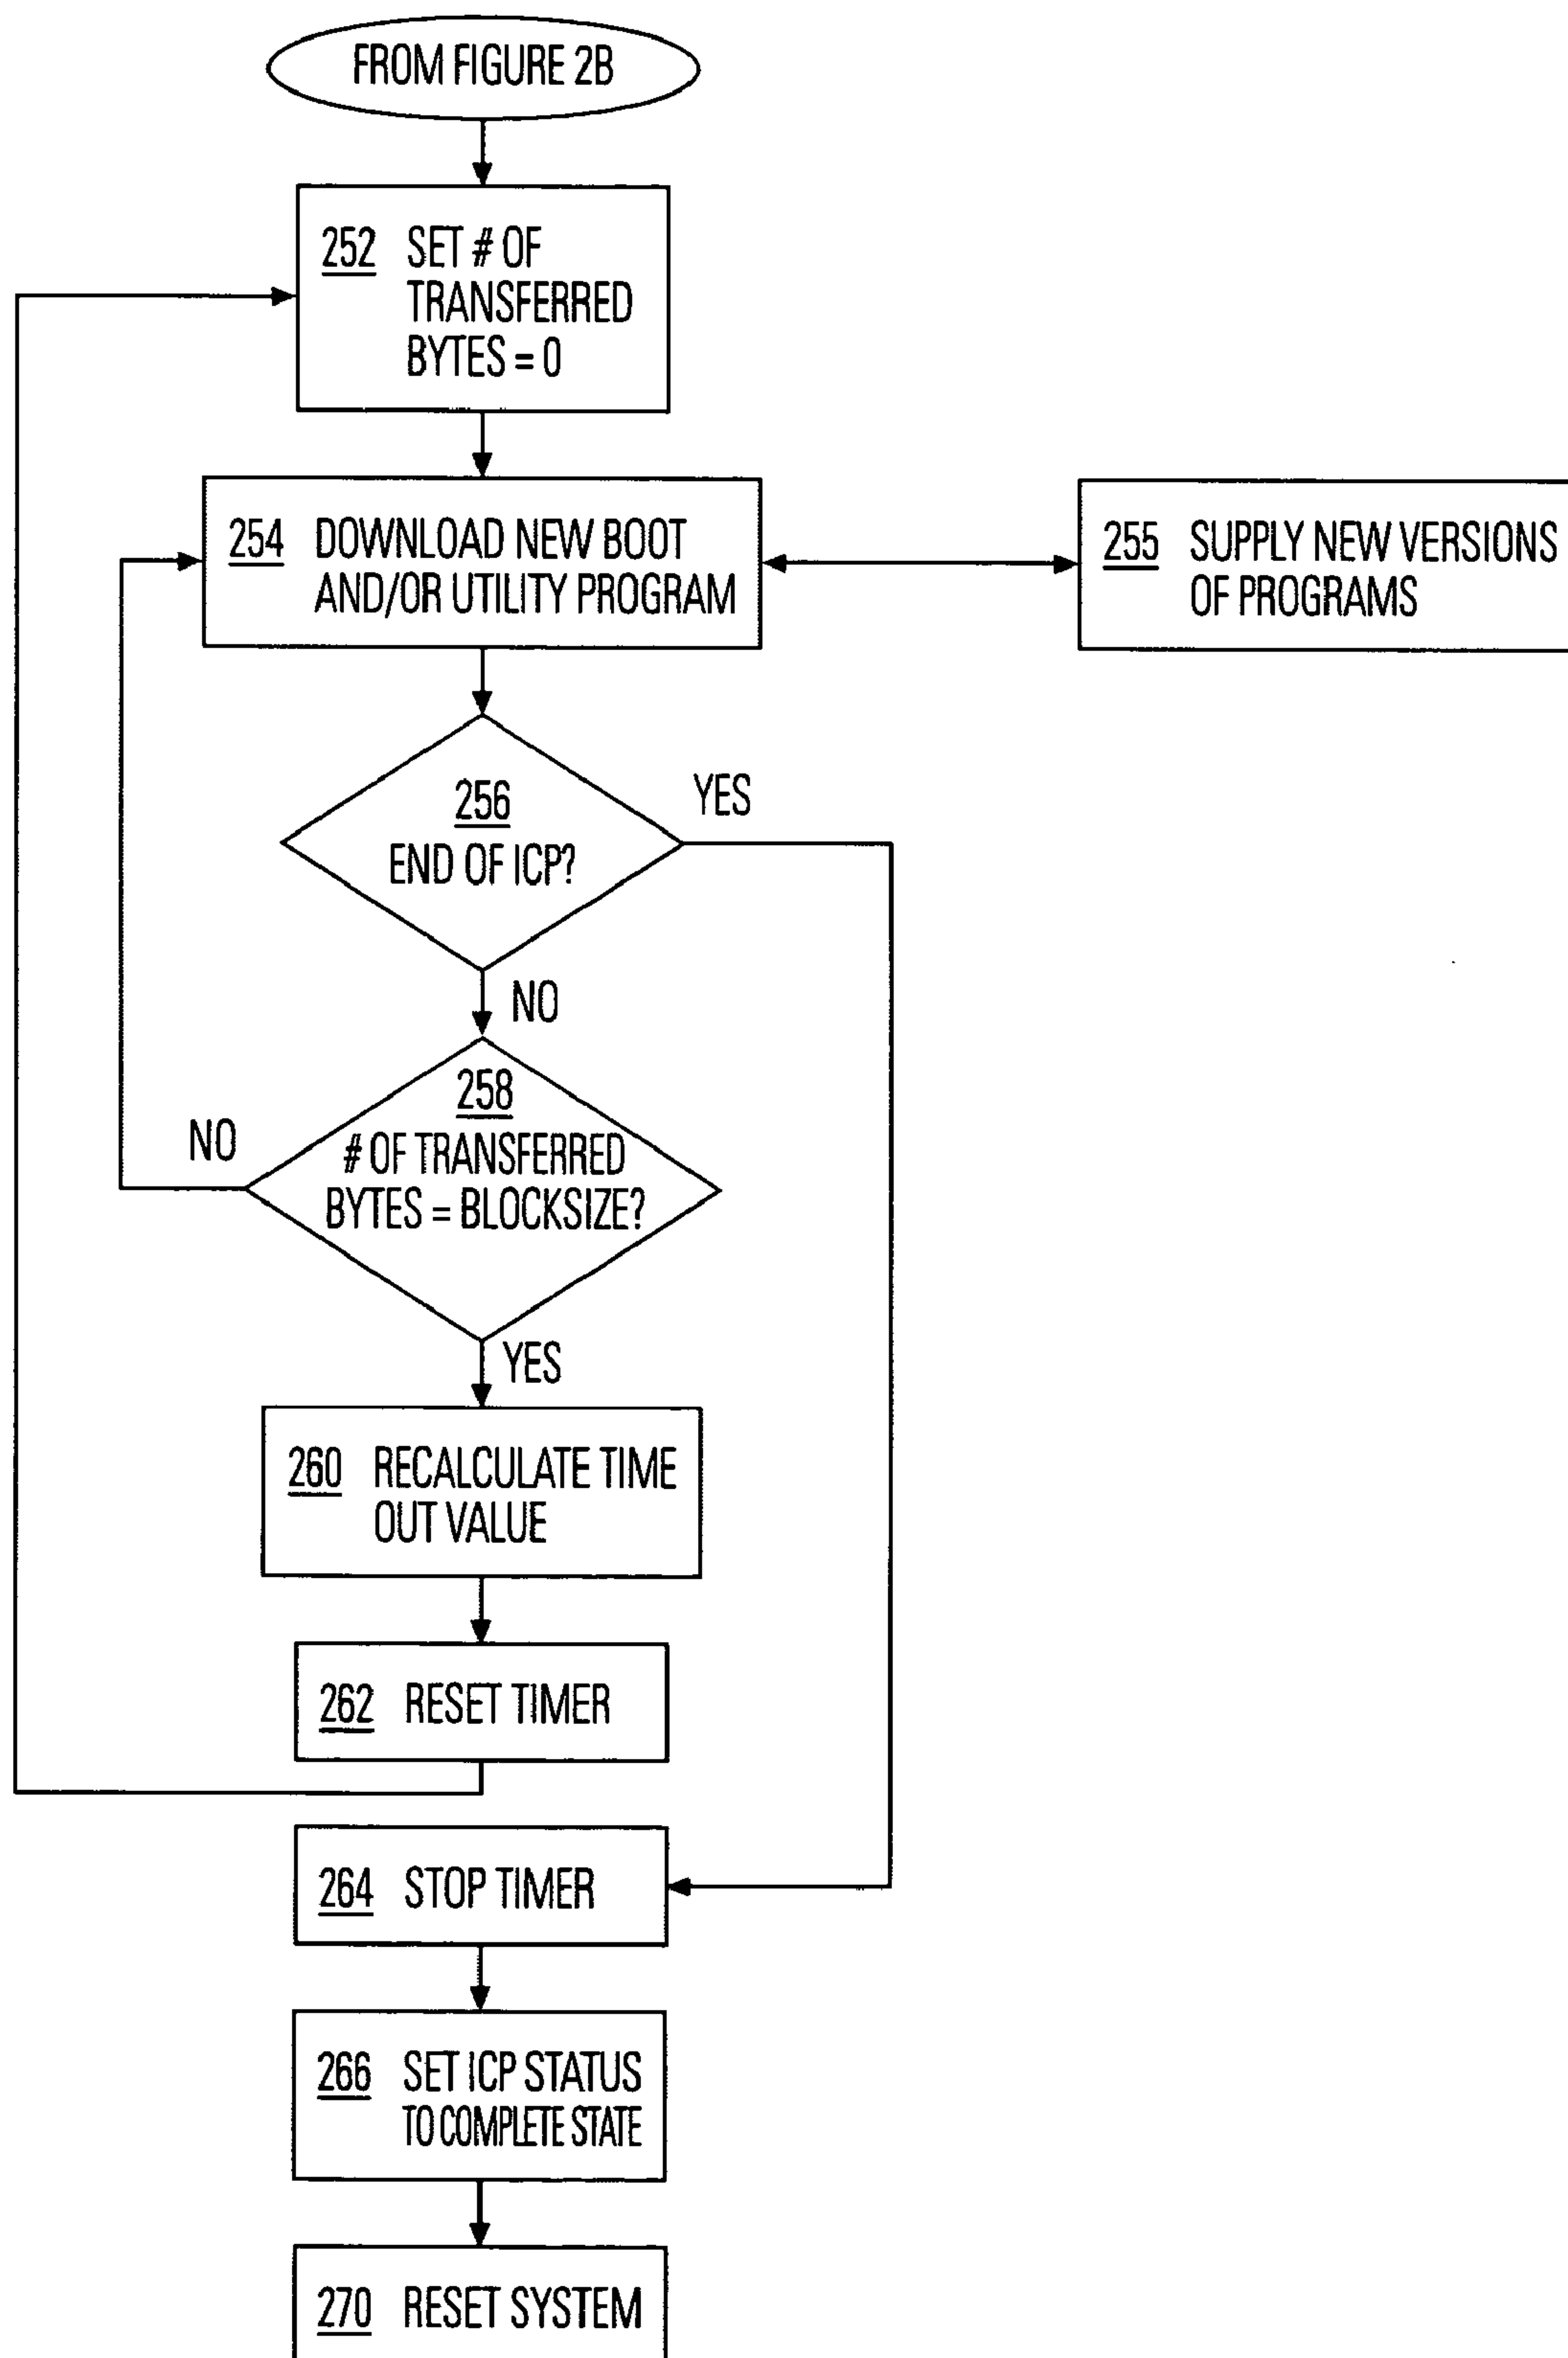 FROM FIGURE 2B
252 SET # OF
TRANSFERRED
BYTES = 0
254 DOWNLOAD NEW BOOT
AND/OR UTILITY PROGRAM
255 SUPPLY NEW VERSIONS
OF PROGRAMS
256
END OF ICP?
YES
NO
258
# OF TRANSFERRED
BYTES = BLOCKSIZE?
NO
YES
260 RECALCULATE TIME
OUT VALUE
262 RESET TIMER
264 STOP TIMER
266 SET ICP STATUS
TO COMPLETE STATE
270 RESET SYSTEM